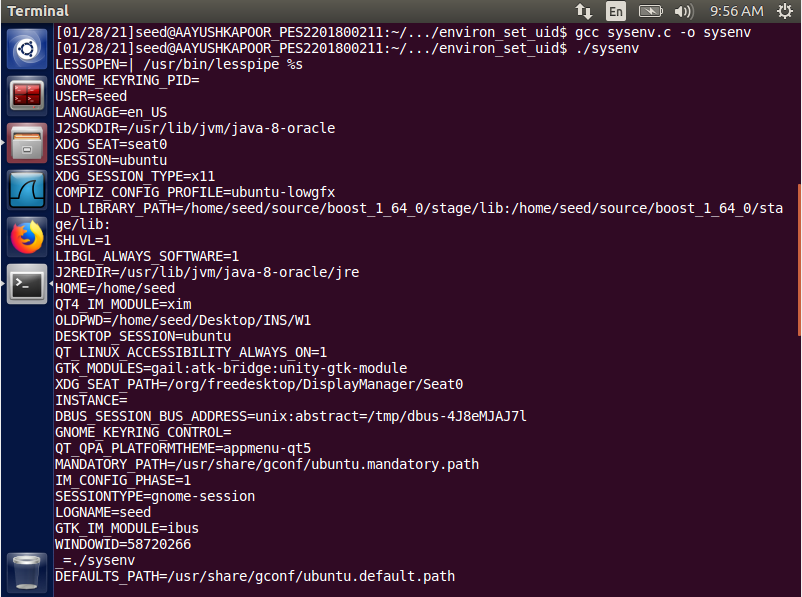 Terminal
En
9:56 AM
[01/28/21]seed@AAYUSHKAPOOR_PES2201800211:~/.../environ_set_uid$ gcc sysenv.c -o sysenv
[01/28/21]seed@AAYUSHKAPOOR_PES2201800211:~/.../environ_set_uid$ ./sysenv
LESSOPEN=| /usr/bin/lesspipe %s
GNOME_KEYRING_PID=
USER=seed
LANGUAGE=en_US
J2SDKDIR=/usr/lib/jvm/java-8-oracle
XDG_SEAT=seat0
SESSION=ubuntu
XDG_SESSION_TYPE=x11
COMPIZ_CONFIG_PROFILE=ubuntu-lowgfx
LD_LIBRARY_PATH=/home/seed/source/boost_1_64_0/stage/lib:/home/seed/source/boost_1_64_0/sta
ge/lib:
SHLVL=1
LIBGL_ALWAYS_SOFTWARE=1
J2REDIR=/usr/lib/jvm/java-8-oracle/jre
HOME=/home/seed
QT4_IM_MODULE=xim
OLDPWD=/home/seed/Desktop/INS/W1
DESKTOP_SESSION=ubuntu
QT_LINUX_ACCESSIBILITY_ALWAYS_ON=1
GTK_MODULES=gail:atk-bridge:unity-gtk-module
XDG_SEAT_PATH=/org/freedesktop/DisplayManager/Seat0
INSTANCE=
DBUS_SESSION_BUS_ADDRESS=unix:abstract=/tmp/dbus-4J8eMJAJ7l
GNOME_KEYRING_CONTROL=
QT_QPA_PLATFORMTHEME=appmenu-qt5
MANDATORY_PATH=/usr/share/gconf/ubuntu.mandatory.path
IM_CONFIG_PHASE=1
SESSIONTYPE=gnome-session
LOGNAME=seed
GTK_IM_MODULE=ibus
WINDOWID=58720266
_=./sysenv
DEFAULTS_PATH=/usr/share/gconf/ubuntu.default.path